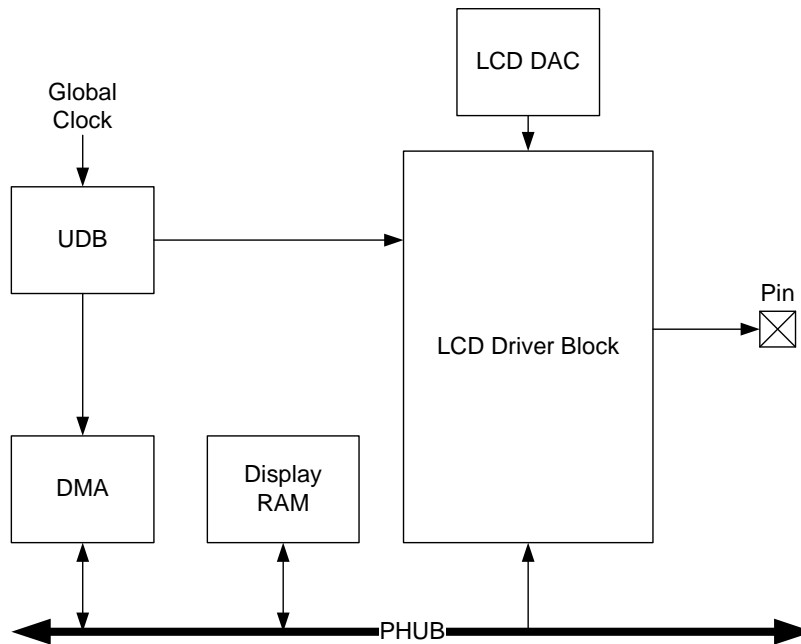 LCD DAC
Global
Clock
UDB
Pin
LCD Driver Block
DMA
Display
RAM
PHUB